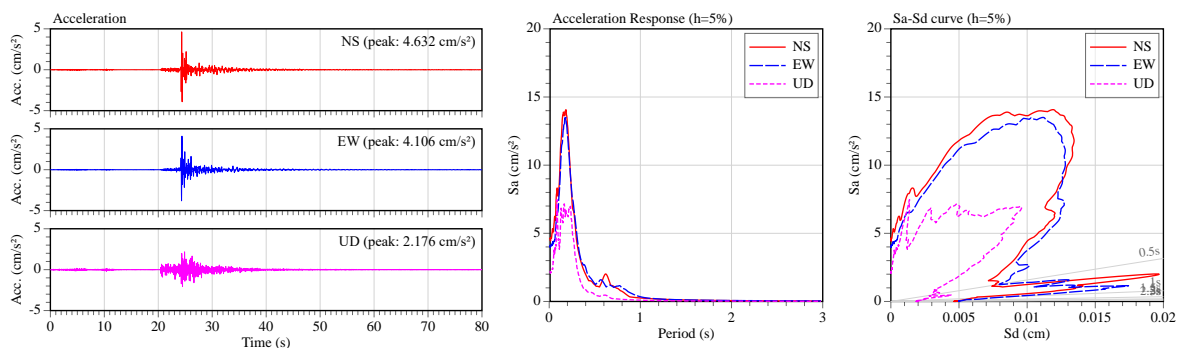 Acceleration
Acc. (cm/s²)
5
0
-5
NS (peak: 4.632 cm/s²)
Acc. (cm/s²)
5
0
-5
EW (peak: 4.106 cm/s²)
Acc. (cm/s²)
5
0
-5
UD (peak: 2.176 cm/s²)
0 10 20 30 40 50 60 70 80
Time (s)
Acceleration Response (h=5%)
Sa (cm/s²)
20
15
10
5
0
NS
EW
UD
0 1 2 3
Period (s)
Sa-Sd curve (h=5%)
Sa (cm/s²)
20
15
10
5
0
NS
EW
UD
0.5s
1s
0 0.005 0.01 0.015 0.02
Sd (cm)